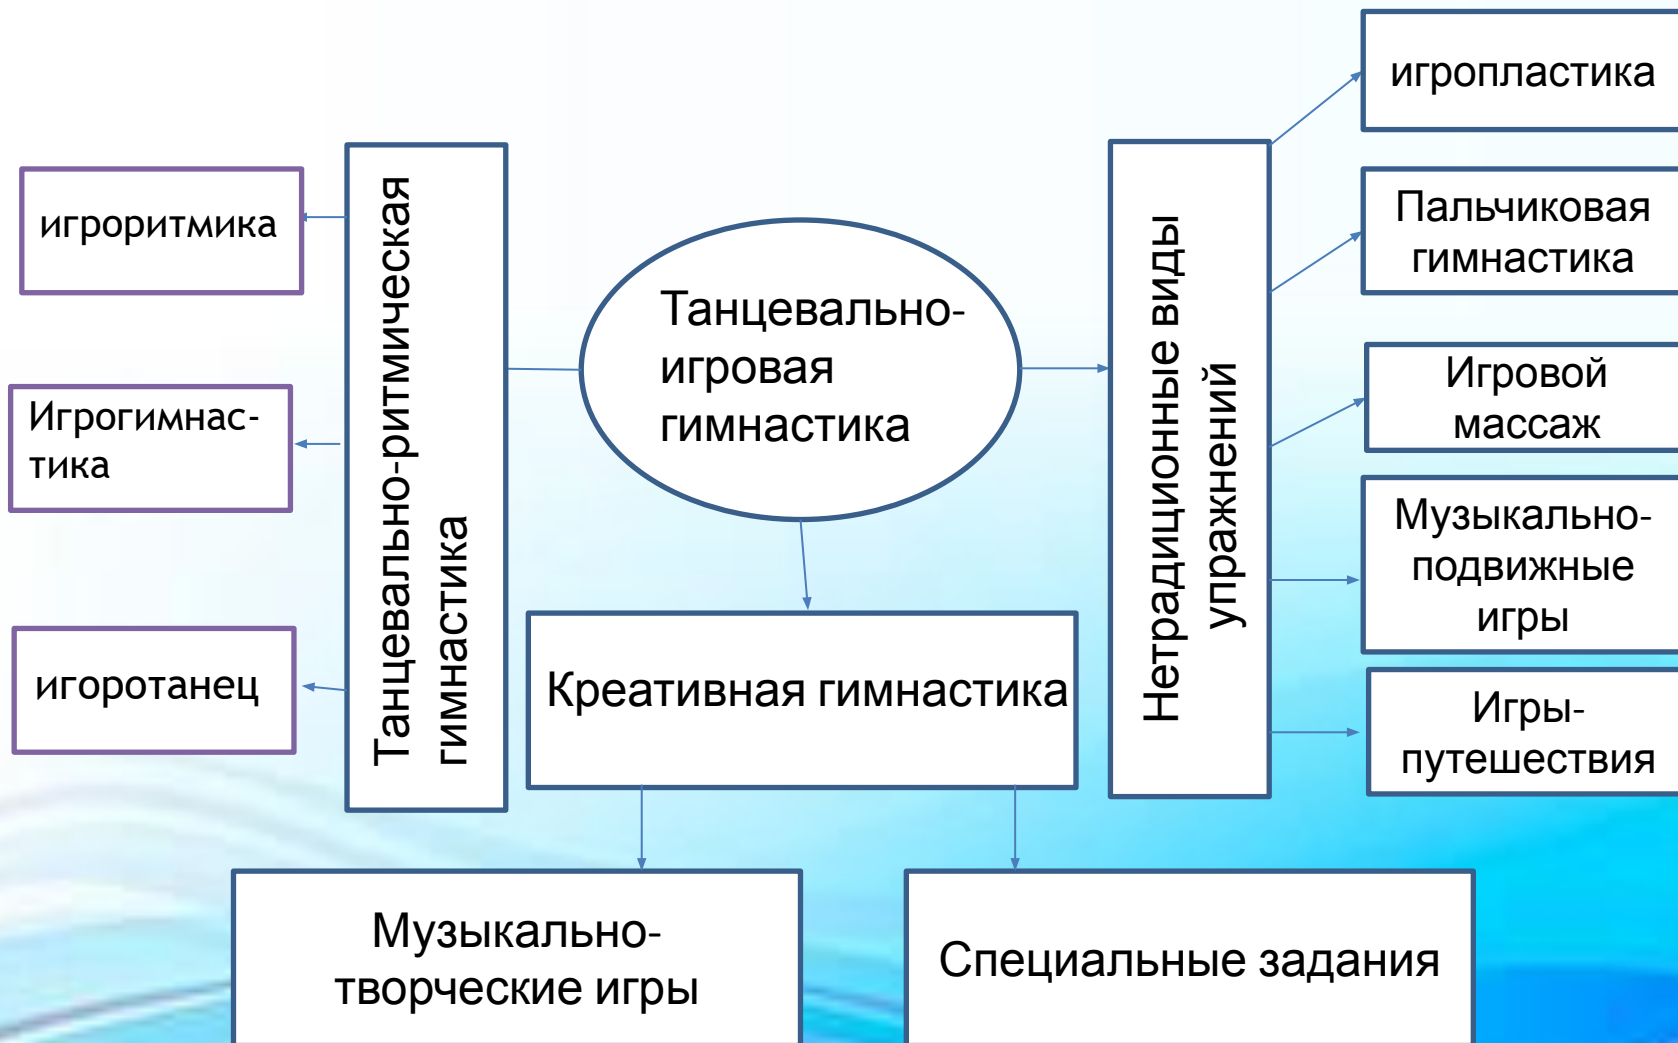 игропластика
Пальчиковая
гимнастика
Игровой
массаж
Музыкально-
подвижные
игры
Игры-
путешествия
Нетрадиционные виды
упражнений
Танцевально-
игровая
гимнастика
Танцевально-ритмическая
гимнастика
игроритмика
Игрогимнас-
тика
игоротанец
Креативная гимнастика
Музыкально-
творческие игры
Специальные задания